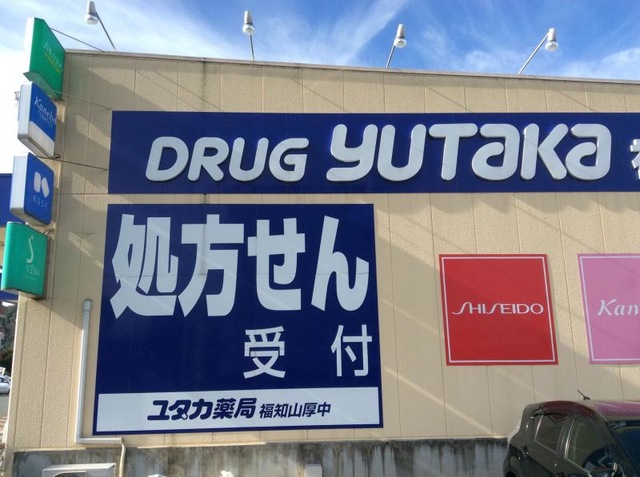 DRUG YUTAKA
処方せん
受付
ユタカ薬局 福知山厚中
SHISEIDO
Kanebo
KOSÉ